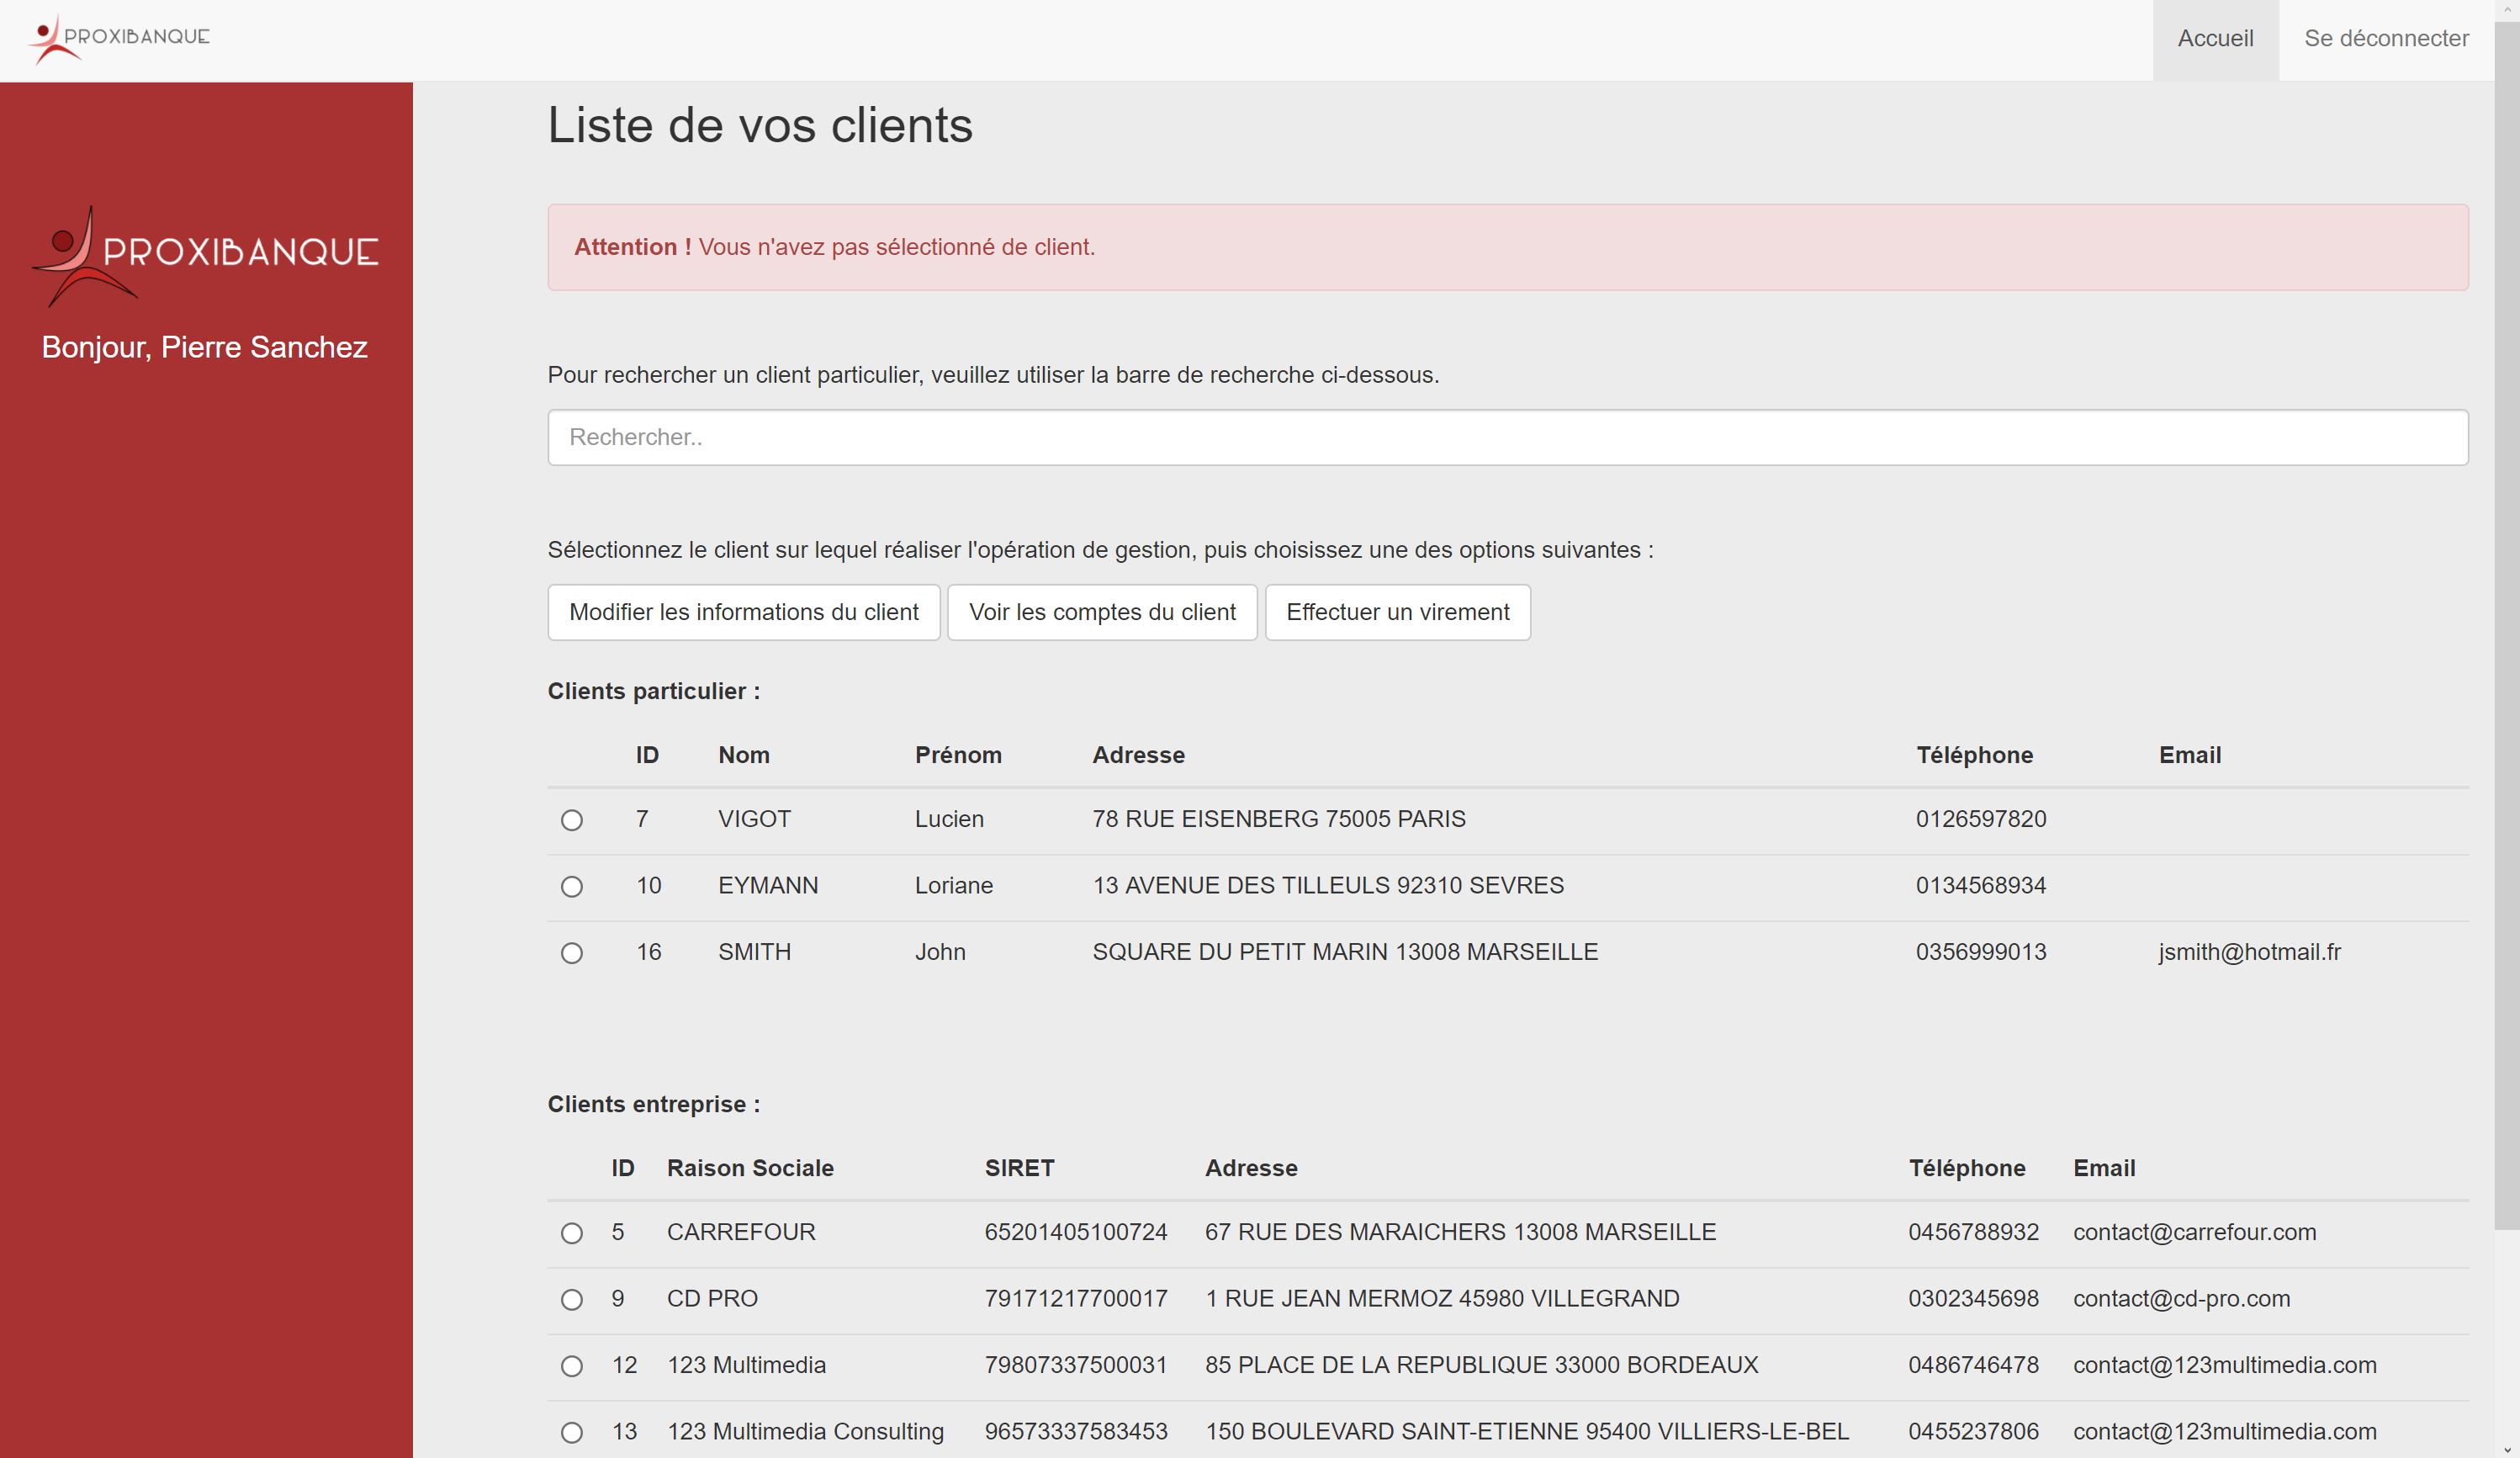 PROXIBANQUE
Accueil
Se déconnecter
PROXIBANQUE
Bonjour, Pierre Sanchez
Liste de vos clients
Attention ! Vous n'avez pas sélectionné de client.
Pour rechercher un client particulier, veuillez utiliser la barre de recherche ci-dessous.
Rechercher..
Sélectionnez le client sur lequel réaliser l'opération de gestion, puis choisissez une des options suivantes :
Modifier les informations du client Voir les comptes du client Effectuer un virement
Clients particulier :
ID Nom Prénom Adresse Téléphone Email
7 VIGOT Lucien 78 RUE EISENBERG 75005 PARIS 0126597820
10 EYMANN Loriane 13 AVENUE DES TILLEULS 92310 SEVRES 0134568934
16 SMITH John SQUARE DU PETIT MARIN 13008 MARSEILLE 0356999013 jsmith@hotmail.fr
Clients entreprise :
ID Raison Sociale SIRET Adresse Téléphone Email
5 CARREFOUR 65201405100724 67 RUE DES MARAICHERS 13008 MARSEILLE 0456788932 contact@carrefour.com
9 CD PRO 79171217700017 1 RUE JEAN MERMOZ 45980 VILLEGRAND 0302345698 contact@cd-pro.com
12 123 Multimedia 79807337500031 85 PLACE DE LA REPUBLIQUE 33000 BORDEAUX 0486746478 contact@123multimedia.com
13 123 Multimedia Consulting 96573337583453 150 BOULEVARD SAINT-ETIENNE 95400 VILLIERS-LE-BEL 0455237806 contact@123multimedia.com